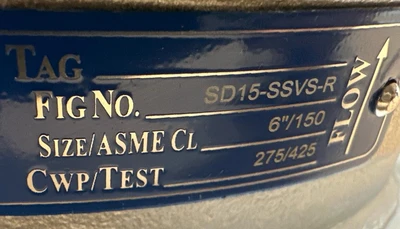 TAG
FIG NO. SD15-SSVS-R
SIZE/ASME CL 6"/150
CWP/TEST 275/425
FLOW